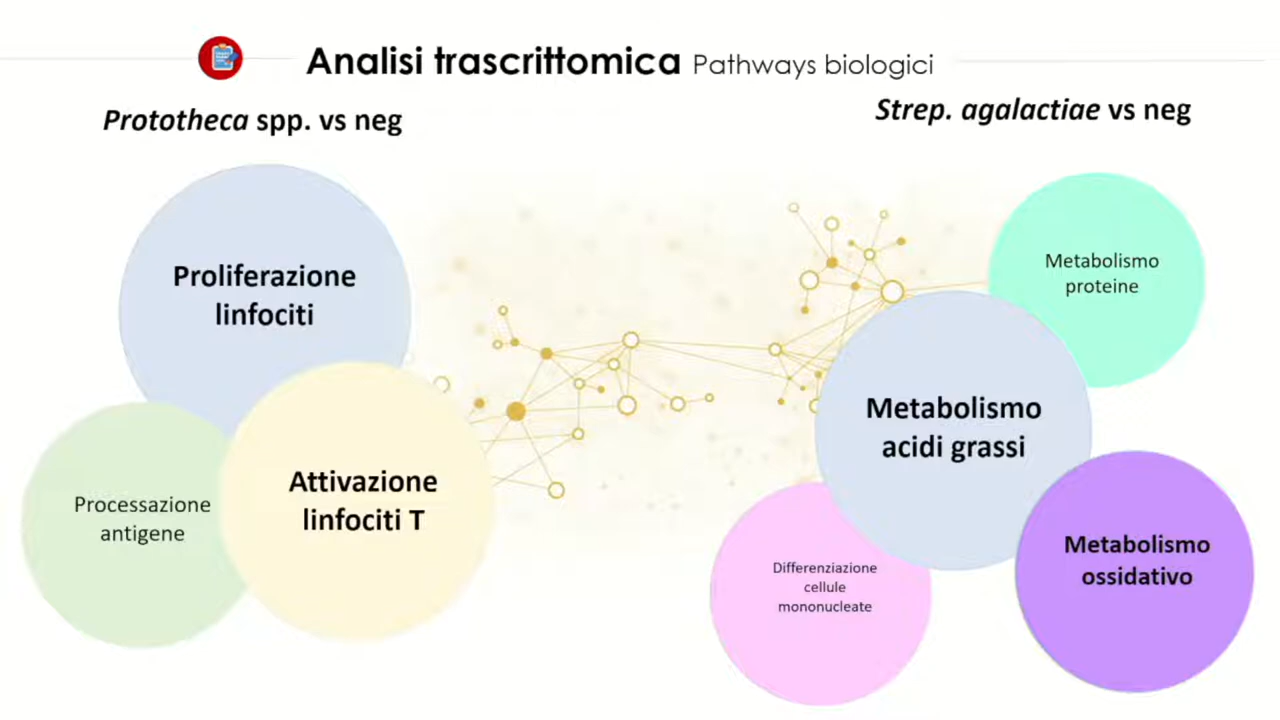 Analisi trascrittomica Pathways biologici
Prototheca spp. vs neg
Proliferazione
linfociti
Processazione
antigene
Attivazione
linfociti T
Strep. agalactiae vs neg
Metabolismo
proteine
Metabolismo
acidi grassi
Differenziazione
cellule
mononucleate
Metabolismo
ossidativo